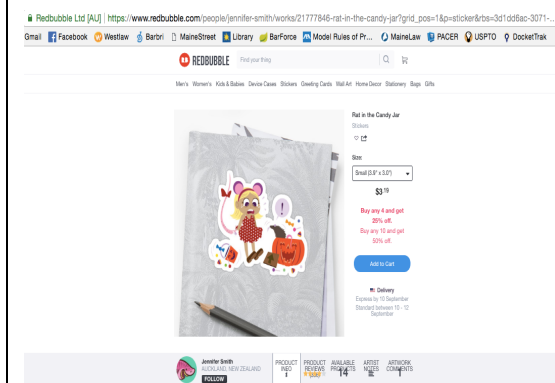 Redbubble Ltd [AU] | https://www.redbubble.com/people/jennifer-smith/works/21777846-rat-in-the-candy-jar?grid_pos=1&p=sticker&rbs=3d1dd6ac-3071-...
Gmail Facebook Westlaw Barbri MaineStreet Library BarForce Model Rules of Pr... MaineLaw PACER USPTO DocketTrak
REDBUBBLE Find your thing
Men's Women's Kids & Babies Device Cases Stickers Greeting Cards Wall Art Home Decor Stationery Bags Gifts
Rat in the Candy Jar
Stickers
Size:
Small (3.8" x 3.0")
$3.19
Buy any 4 and get
25% off.
Buy any 10 and get
50% off.
Add to Cart
Delivery
Express by 10 September
Standard between 10 - 12
September
!
Jennifer Smith
AUCKLAND, NEW ZEALAND
FOLLOW
PRODUCT INFO
PRODUCT REVIEWS
AVAILABLE PRODUCTS
14
ARTIST NOTES
ARTWORK COMMENTS
1